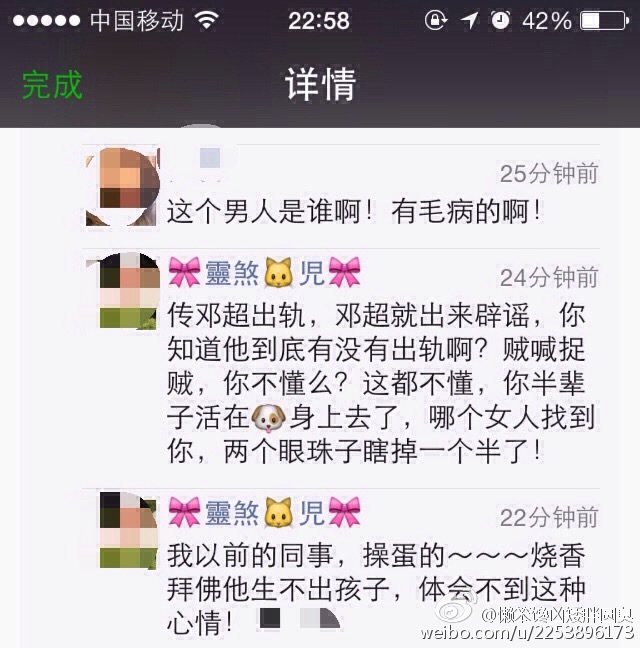 中国移动 22:58 42%
完成 详情
25分钟前
这个男人是谁啊！有毛病的啊！
🎀靈煞🐱児🎀 24分钟前
传邓超出轨，邓超就出来辟谣，你
知道他到底有没有出轨啊？贼喊捉
贼，你不懂么？这都不懂，你半辈
子活在🐶身上去了，哪个女人找到
你，两个眼珠子瞎掉一个半了！
🎀靈煞🐱児🎀 22分钟前
我以前的同事，操蛋的～～～烧香
拜佛他生不出孩子，体会不到这种
心情！
weibo.com/u/2253896173